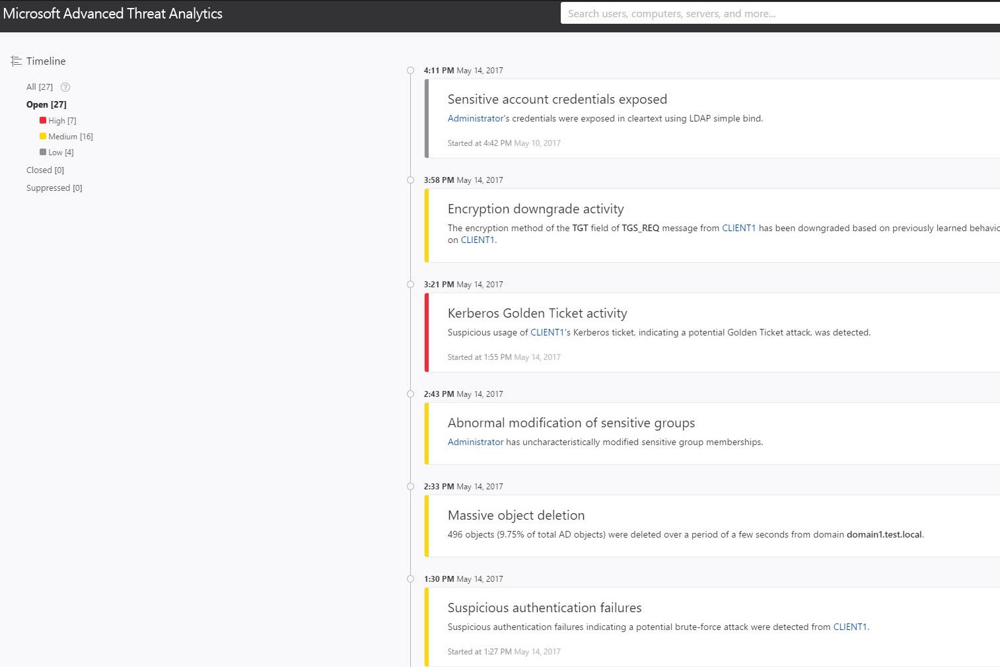 Microsoft Advanced Threat Analytics
Search users, computers, servers, and more...
Timeline
All [27] ?
Open [27]
High [7]
Medium [16]
Low [4]
Closed [0]
Suppressed [0]
4:11 PM May 14, 2017
Sensitive account credentials exposed
Administrator's credentials were exposed in cleartext using LDAP simple bind.
Started at 4:42 PM May 10, 2017
3:58 PM May 14, 2017
Encryption downgrade activity
The encryption method of the TGT field of TGS_REQ message from CLIENT1 has been downgraded based on previously learned behavio
on CLIENT1.
3:21 PM May 14, 2017
Kerberos Golden Ticket activity
Suspicious usage of CLIENT1's Kerberos ticket, indicating a potential Golden Ticket attack, was detected.
Started at 1:55 PM May 14, 2017
2:43 PM May 14, 2017
Abnormal modification of sensitive groups
Administrator has uncharacteristically modified sensitive group memberships.
2:33 PM May 14, 2017
Massive object deletion
496 objects (9.75% of total AD objects) were deleted over a period of a few seconds from domain domain1.test.local.
1:30 PM May 14, 2017
Suspicious authentication failures
Suspicious authentication failures indicating a potential brute-force attack were detected from CLIENT1.
Started at 1:27 PM May 14, 2017